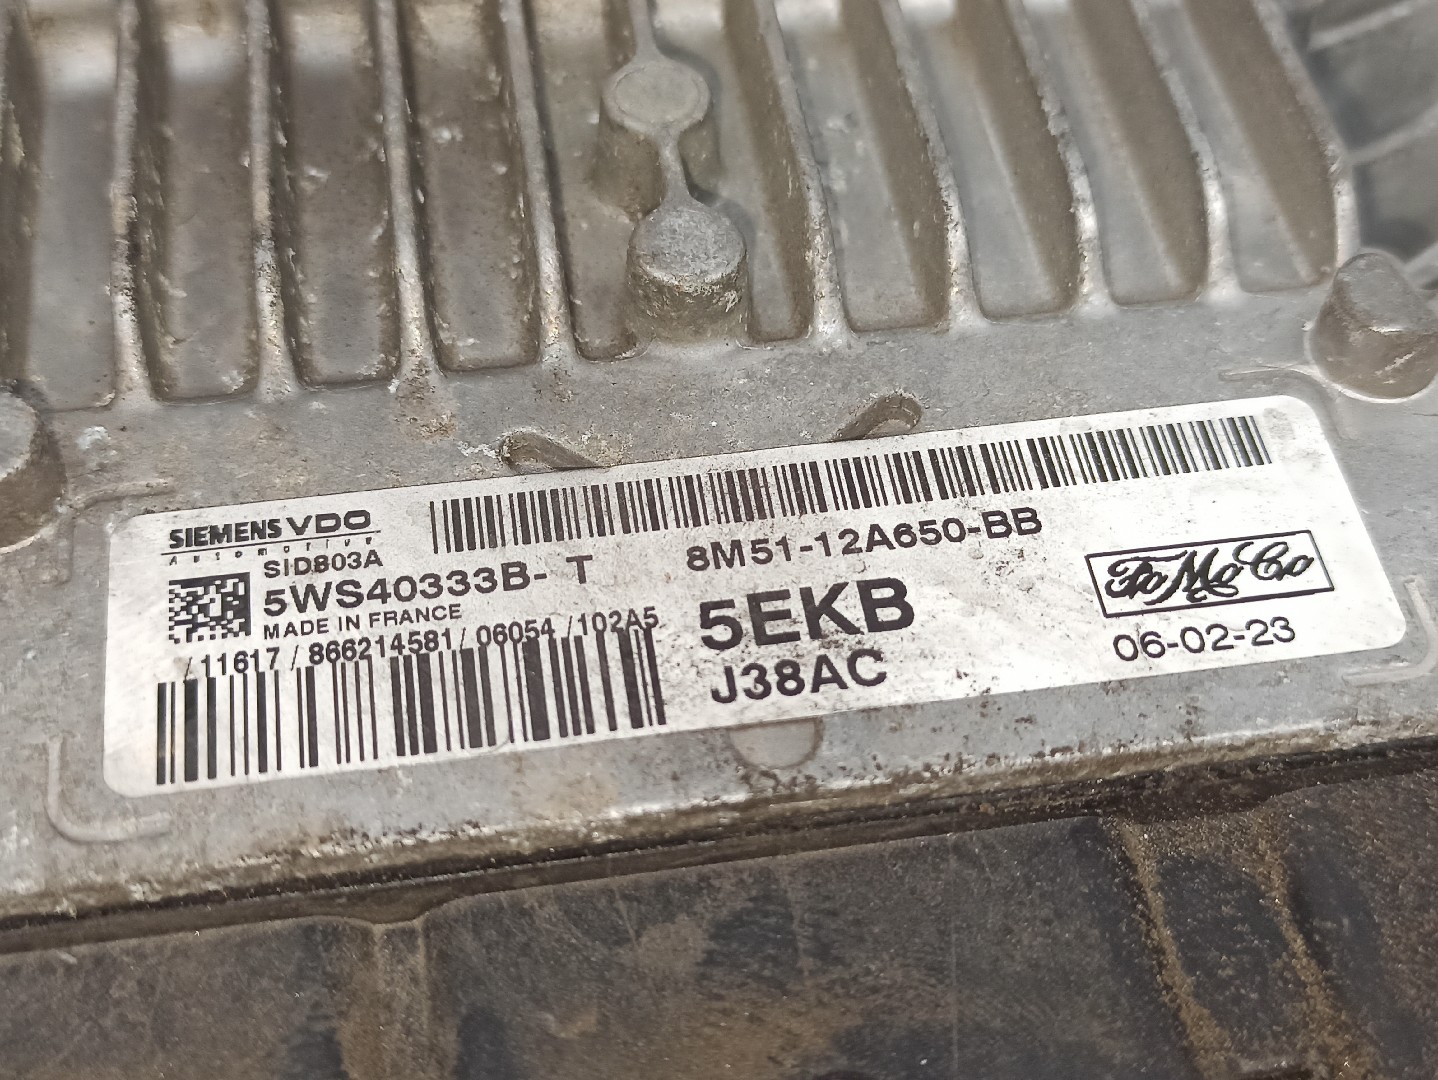 SIEMENS VDO
Automotive
SID803A
5WS40333B- T
MADE IN FRANCE
/11617/866214581/06054/102A5
8M51-12A650-BB
5EKB
J38AC
FoMoCo
06-02-23